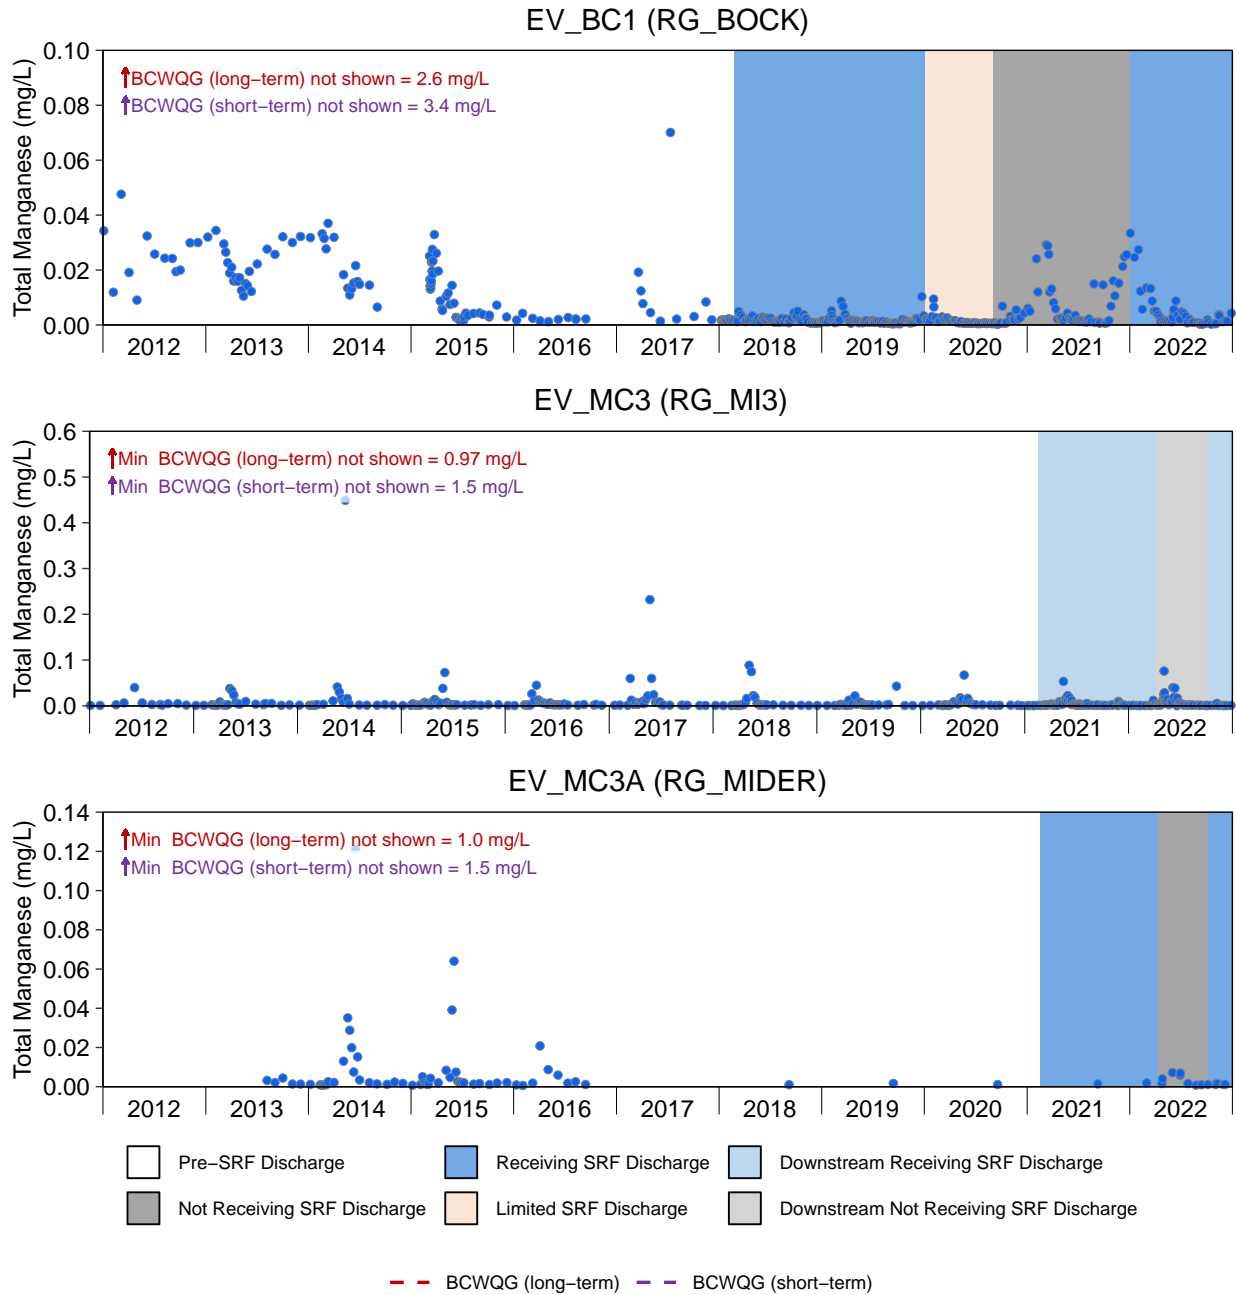 EV_BC1 (RG_BOCK)
Total Manganese (mg/L)
0.10
0.08
0.06
0.04
0.02
0.00
BCWQG (long−term) not shown = 2.6 mg/L
BCWQG (short−term) not shown = 3.4 mg/L
2012 2013 2014 2015 2016 2017 2018 2019 2020 2021 2022
EV_MC3 (RG_MI3)
Total Manganese (mg/L)
0.6
0.5
0.4
0.3
0.2
0.1
0.0
Min BCWQG (long−term) not shown = 0.97 mg/L
Min BCWQG (short−term) not shown = 1.5 mg/L
2012 2013 2014 2015 2016 2017 2018 2019 2020 2021 2022
EV_MC3A (RG_MIDER)
Total Manganese (mg/L)
0.14
0.12
0.10
0.08
0.06
0.04
0.02
0.00
Min BCWQG (long−term) not shown = 1.0 mg/L
Min BCWQG (short−term) not shown = 1.5 mg/L
2012 2013 2014 2015 2016 2017 2018 2019 2020 2021 2022
Pre−SRF Discharge Receiving SRF Discharge Downstream Receiving SRF Discharge
Not Receiving SRF Discharge Limited SRF Discharge Downstream Not Receiving SRF Discharge
BCWQG (long−term) BCWQG (short−term)